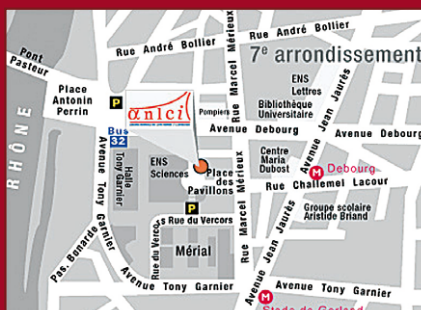 Rue André Bollier
Rue André Bollier
7e arrondissement
Pont
Pasteur
Place
Antonin
Perrin
P
anlci
Pompiers
Rue Marcel Mérieux
ENS
Lettres
Bibliothèque
Universitaire
Avenue Jean Jaurès
Bus
32
Avenue Debourg
Avenue Debourg
RHÔNE
Avenue Tony Garnier
Halle
Tony Garnier
ENS
Sciences
Place
des
Pavillons
Centre
Maria
Dubost
M Debourg
Rue Challemel Lacour
P
Rue du Vercors
Rue du Vercors
Mérial
Rue Marcel Mérieux
Groupe scolaire
Aristide Briand
Pas. Bonarde
Avenue Tony Garnier
Avenue Jean Jaurès
Avenue Tony Garnier
M
Stade de Gerland